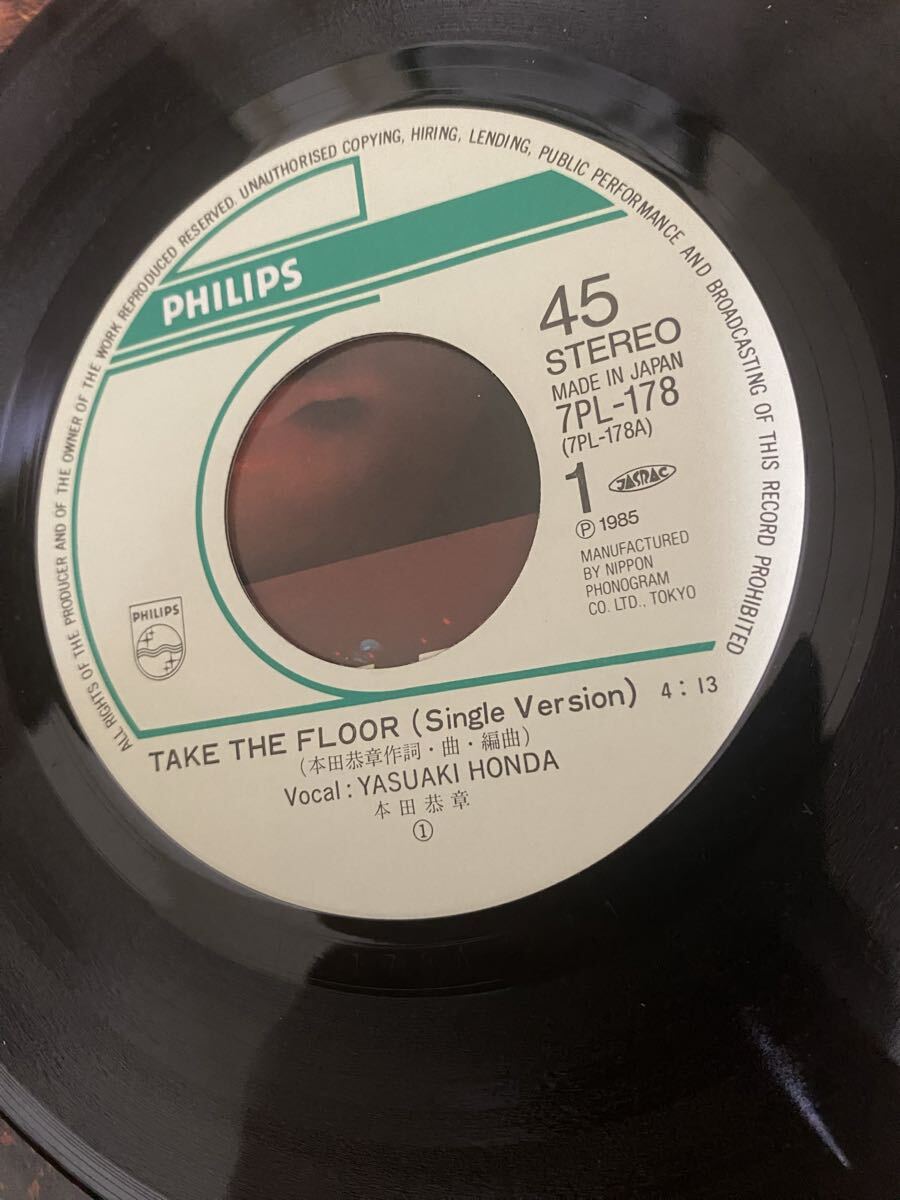 ALL RIGHTS OF THE PRODUCER AND OF THE OWNER OF THE WORK REPRODUCED RESERVED. UNAUTHORISED COPYING, HIRING, LENDING, PUBLIC PERFORMANCE AND BROADCASTING OF THIS RECORD PROHIBITED
PHILIPS
45
STEREO
MADE IN JAPAN
7PL-178
(7PL-178A)
1 JASRAC
Ⓟ 1985
MANUFACTURED
BY NIPPON
PHONOGRAM
CO. LTD., TOKYO
PHILIPS
TAKE THE FLOOR (Single Version) 4:13
(本田恭章作詞・曲・編曲)
Vocal: YASUAKI HONDA
本田恭章
①